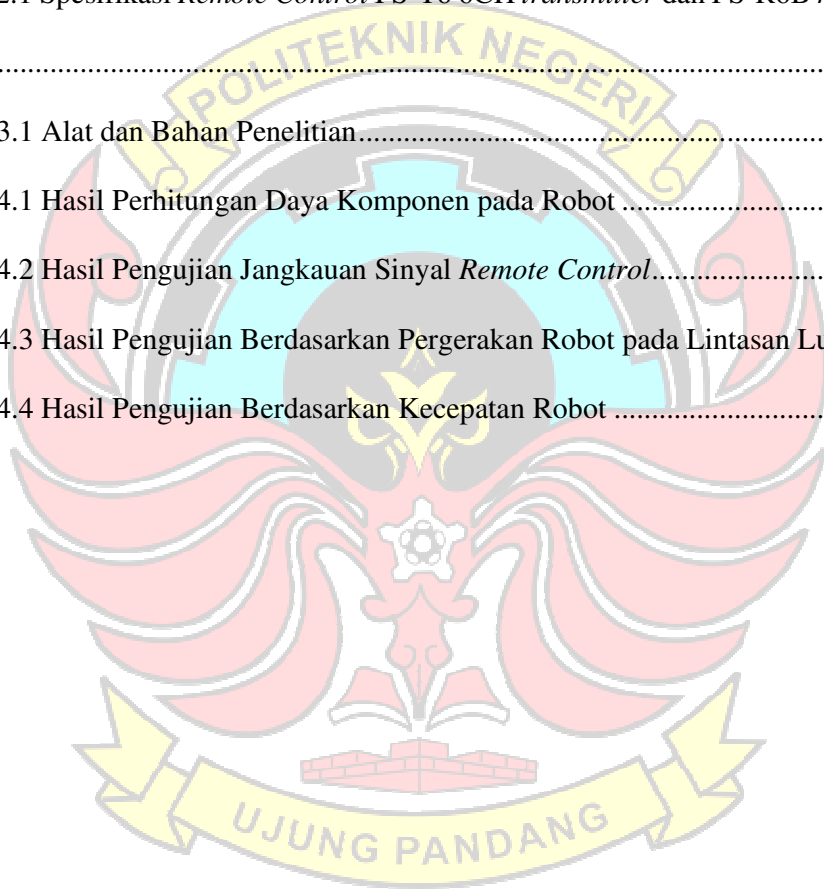 2.1 Spesifikasi Remote Control FS-T6 6CH transmitter dan FS-R6B
................................................................................................
3.1 Alat dan Bahan Penelitian................................................................
4.1 Hasil Perhitungan Daya Komponen pada Robot ...........................
4.2 Hasil Pengujian Jangkauan Sinyal Remote Control....................
4.3 Hasil Pengujian Berdasarkan Pergerakan Robot pada Lintasan
4.4 Hasil Pengujian Berdasarkan Kecepatan Robot ...........................
POLITEKNIK NEGERI
UJUNG PANDANG